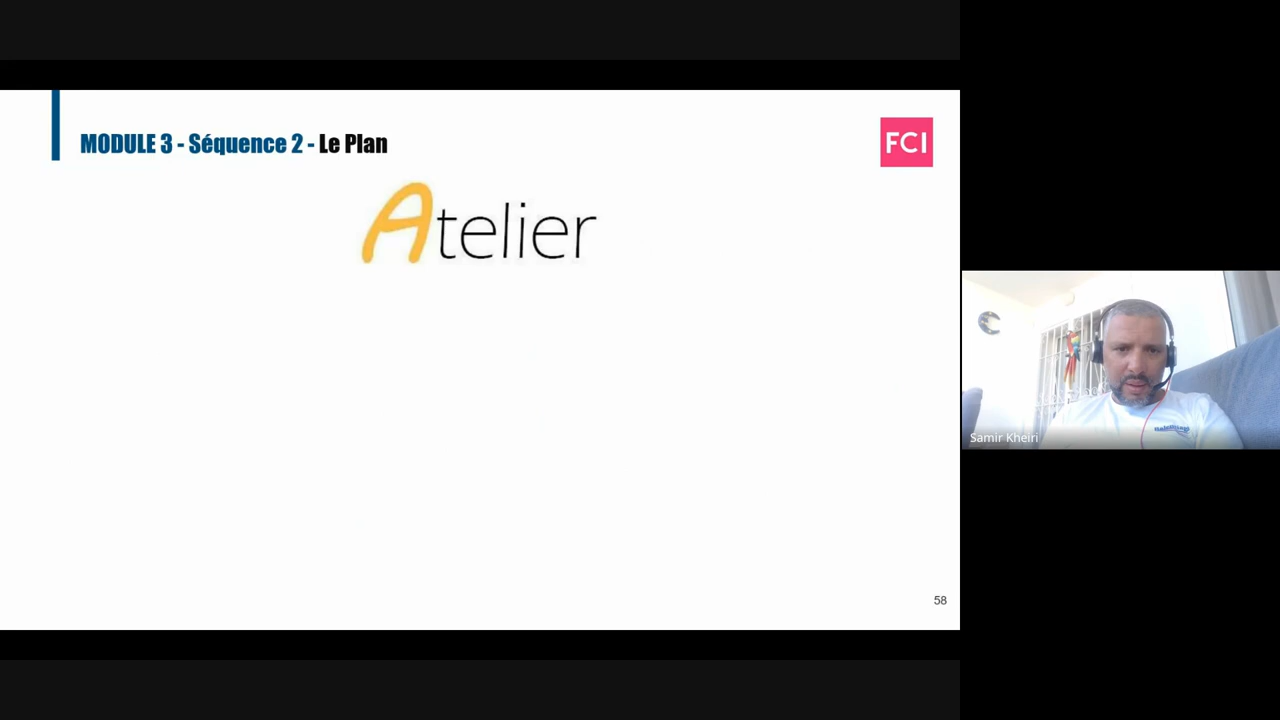 MODULE 3 - Séquence 2 - Le Plan
FCI
Atelier
Samir Kheiri
58